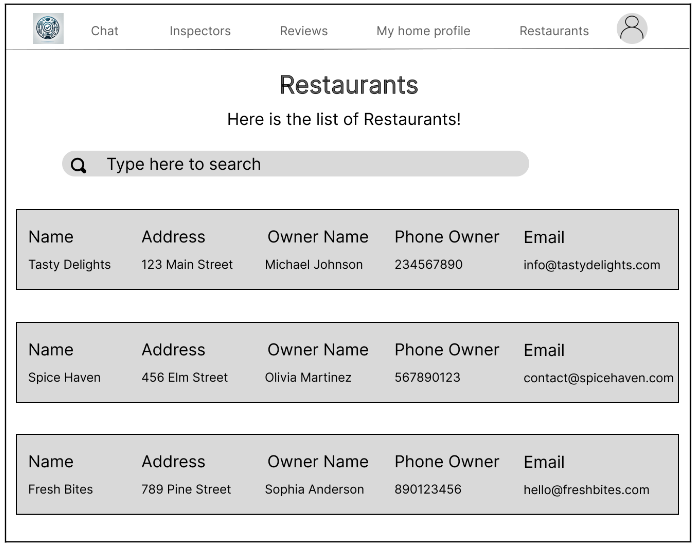 Chat Inspectors Reviews My home profile Restaurants
Restaurants
Here is the list of Restaurants!
Type here to search
Name Address Owner Name Phone Owner Email
Tasty Delights 123 Main Street Michael Johnson 234567890 info@tastydelights.com
Name Address Owner Name Phone Owner Email
Spice Haven 456 Elm Street Olivia Martinez 567890123 contact@spicehaven.com
Name Address Owner Name Phone Owner Email
Fresh Bites 789 Pine Street Sophia Anderson 890123456 hello@freshbites.com